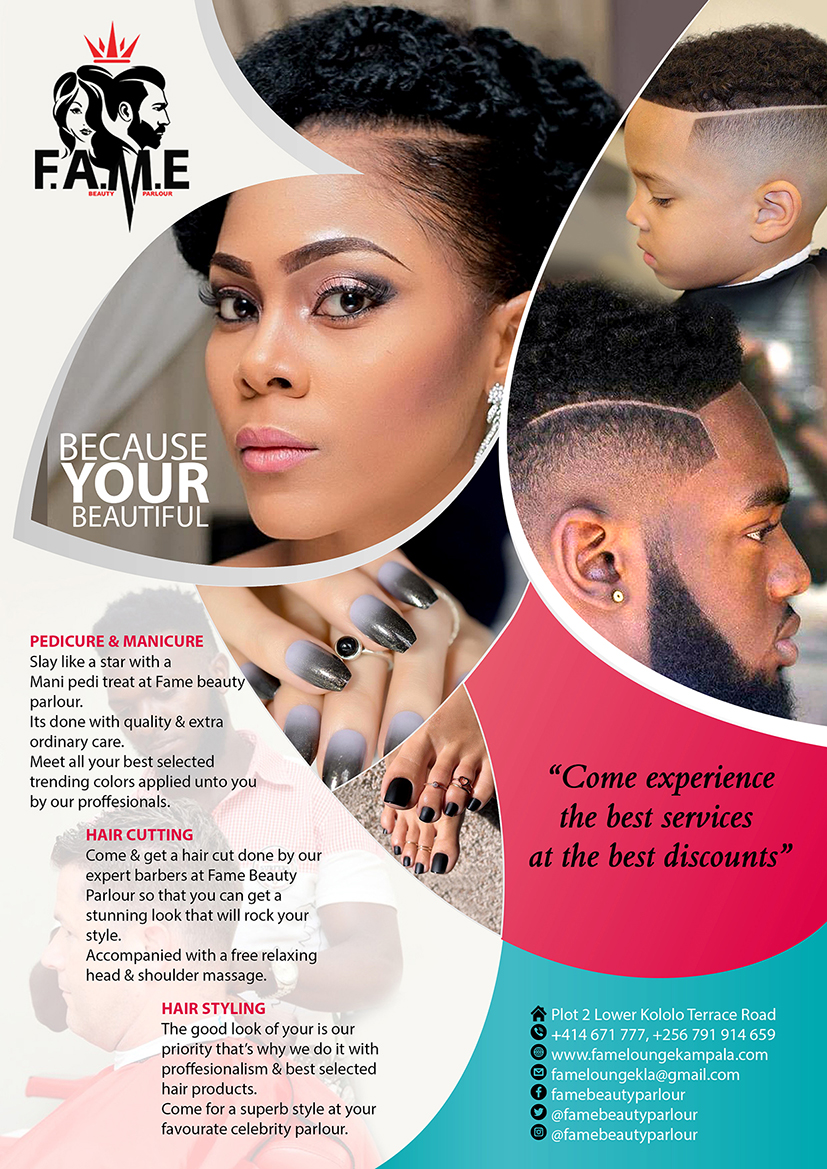 F.A.M.E
BEAUTY PARLOUR
BECAUSE
YOUR
BEAUTIFUL
PEDICURE & MANICURE
Slay like a star with a
Mani pedi treat at Fame beauty
parlour.
Its done with quality & extra
ordinary care.
Meet all your best selected
trending colors applied unto you
by our proffesionals.
HAIR CUTTING
Come & get a hair cut done by our
expert barbers at Fame Beauty
Parlour so that you can get a
stunning look that will rock your
style.
Accompanied with a free relaxing
head & shoulder massage.
HAIR STYLING
The good look of your is our
priority that’s why we do it with
proffesionalism & best selected
hair products.
Come for a superb style at your
favourate celebrity parlour.
“Come experience
the best services
at the best discounts”
Plot 2 Lower Kololo Terrace Road
+414 671 777, +256 791 914 659
www.fameloungekampala.com
fameloungekla@gmail.com
famebeautyparlour
@famebeautyparlour
@famebeautyparlour